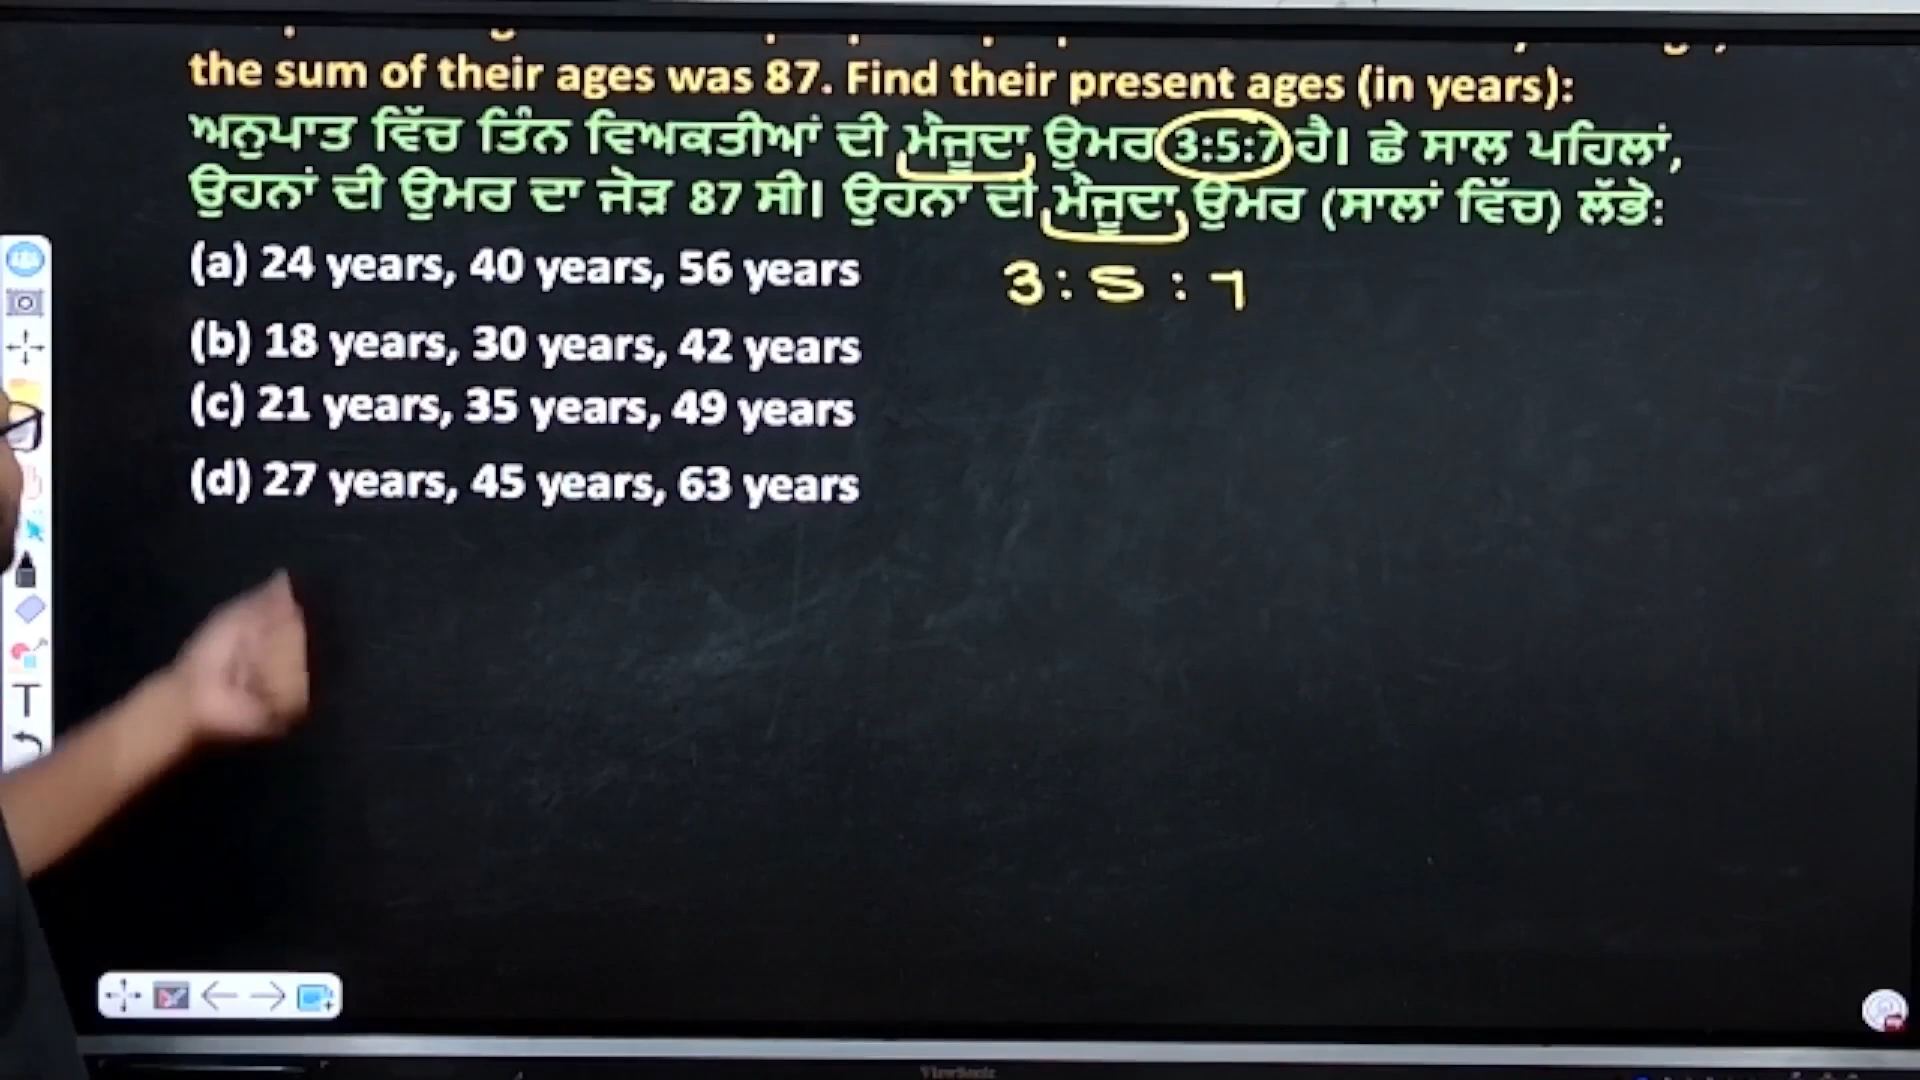 the sum of their ages was 87. Find their present ages (in years):
ਅਨੁਪਾਤ ਵਿੱਚ ਤਿੰਨ ਵਿਅਕਤੀਆਂ ਦੀ ਮੌਜੂਦਾ ਉਮਰ 3:5:7 ਹੈ। ਛੇ ਸਾਲ ਪਹਿਲਾਂ,
ਉਹਨਾਂ ਦੀ ਉਮਰ ਦਾ ਜੋੜ 87 ਸੀ। ਉਹਨਾਂ ਦੀ ਮੌਜੂਦਾ ਉਮਰ (ਸਾਲਾਂ ਵਿੱਚ) ਲੱਭੋ:
(a) 24 years, 40 years, 56 years
3 : 5 : 7
(b) 18 years, 30 years, 42 years
(c) 21 years, 35 years, 49 years
(d) 27 years, 45 years, 63 years
T
ViewSonic